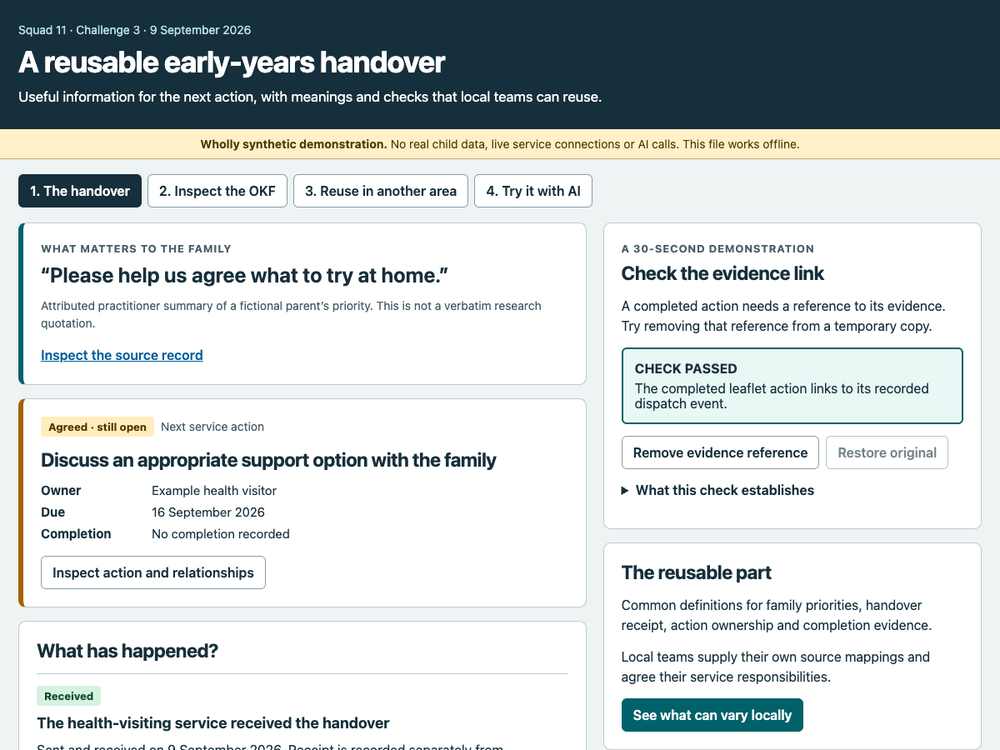 Squad 11 · Challenge 3 · 9 September 2026
A reusable early-years handover
Useful information for the next action, with meanings and checks that local teams can reuse.
Wholly synthetic demonstration. No real child data, live service connections or AI calls. This file works offline.
1. The handover
2. Inspect the OKF
3. Reuse in another area
4. Try it with AI
WHAT MATTERS TO THE FAMILY
“Please help us agree what to try at home.”
Attributed practitioner summary of a fictional parent’s priority. This is not a verbatim research
quotation.
Inspect the source record
Agreed · still open Next service action
Discuss an appropriate support option with the family
Owner Example health visitor
Due 16 September 2026
Completion No completion recorded
Inspect action and relationships
What has happened?
Received
The health-visiting service received the handover
Sent and received on 9 September 2026. Receipt is recorded separately from
A 30-SECOND DEMONSTRATION
Check the evidence link
A completed action needs a reference to its evidence.
Try removing that reference from a temporary copy.
CHECK PASSED
The completed leaflet action links to its recorded
dispatch event.
Remove evidence reference
Restore original
What this check establishes
The reusable part
Common definitions for family priorities, handover
receipt, action ownership and completion evidence.
Local teams supply their own source mappings and
agree their service responsibilities.
See what can vary locally